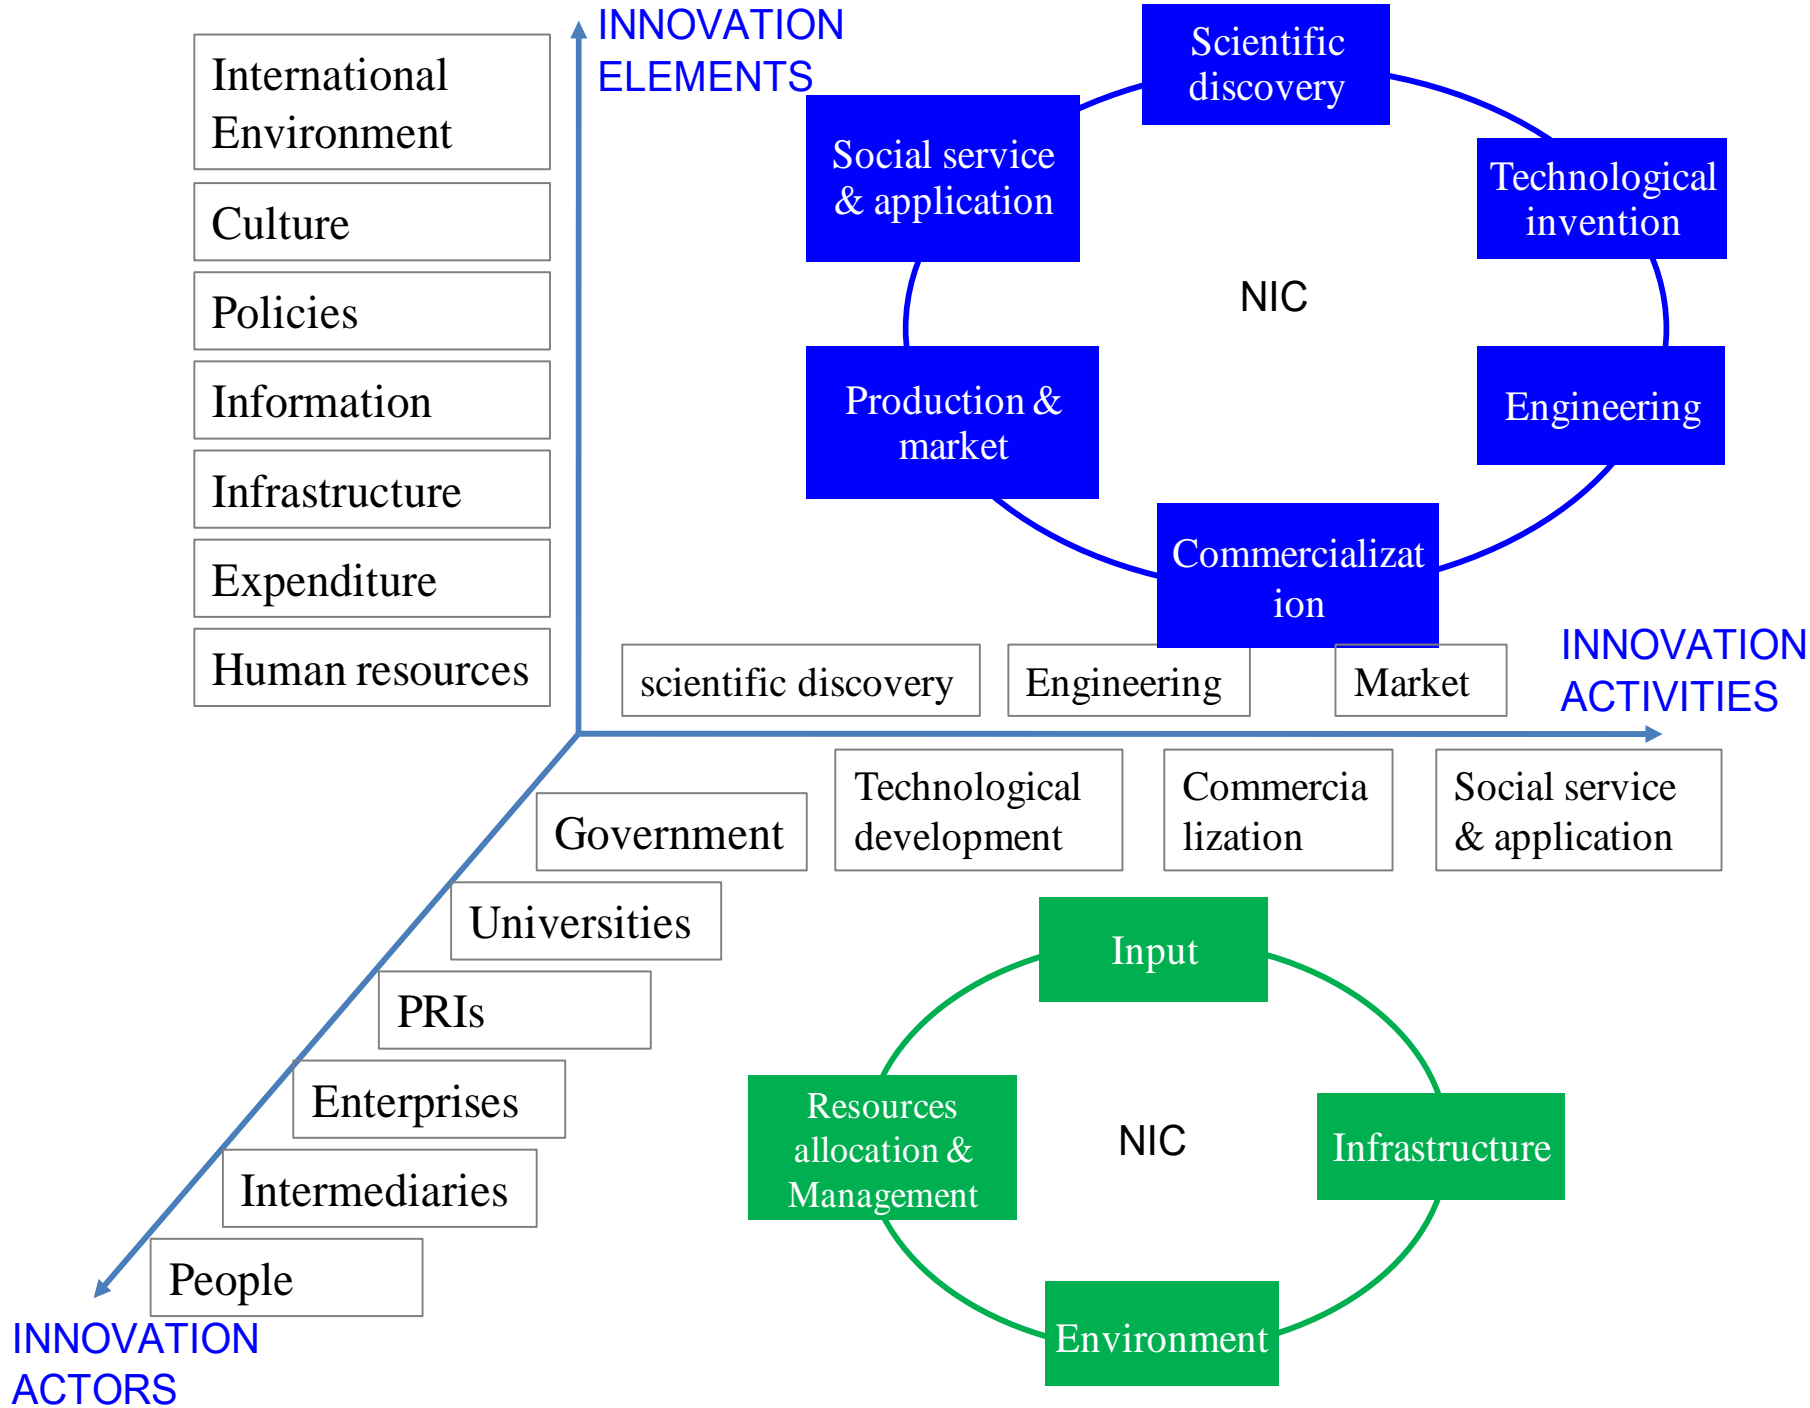 INNOVATION
ELEMENTS
International
Environment
Culture
Policies
Information
Infrastructure
Expenditure
Human resources
Scientific
discovery
Technological
invention
Engineering
Commercializat
ion
Production &
market
Social service
& application
NIC
INNOVATION
ACTIVITIES
scientific discovery
Engineering
Market
Technological
development
Commercia
lization
Social service
& application
Government
Universities
PRIs
Enterprises
Intermediaries
People
INNOVATION
ACTORS
Input
Infrastructure
Environment
Resources
allocation &
Management
NIC